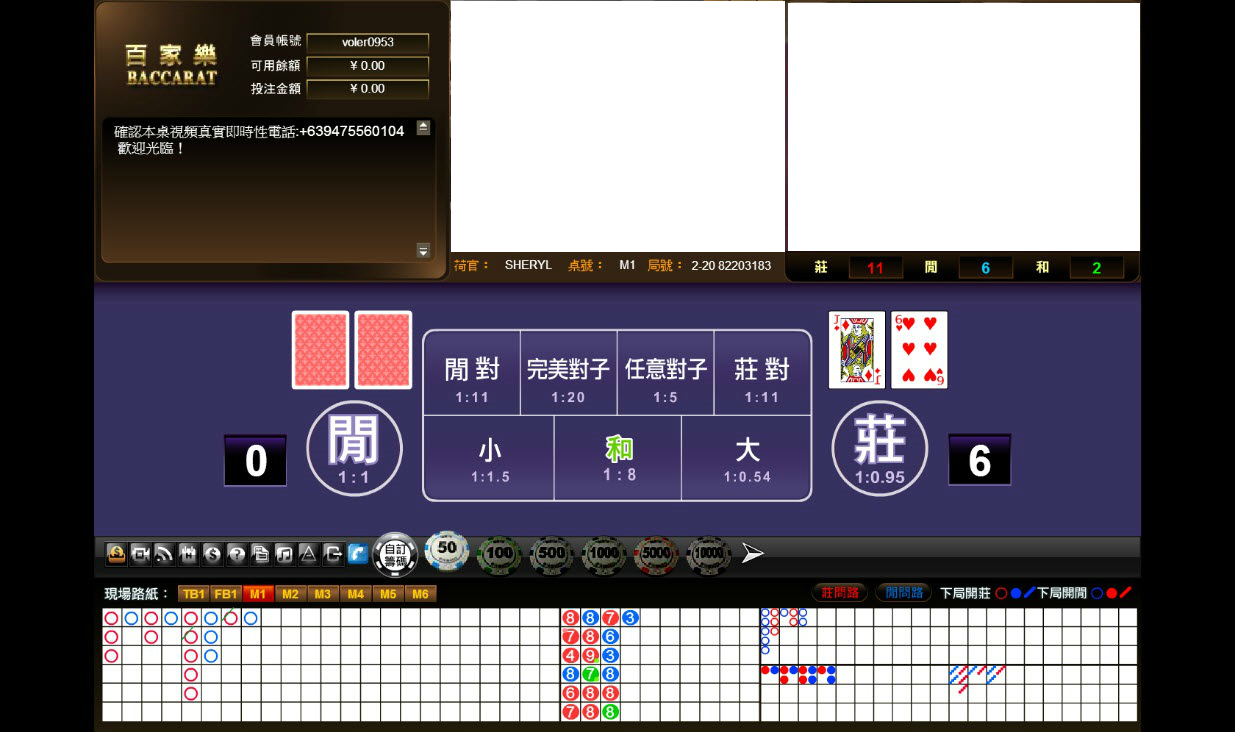 百家樂
BACCARAT
會員帳號 voler0953
可用餘額 ¥ 0.00
投注金額 ¥ 0.00
確認本桌視頻真實即時性電話:+639475560104
歡迎光臨！
荷官： SHERYL 桌號： M1 局號： 2-20 82203183
莊 11 閒 6 和 2
J J 6 6
閒對 完美對子 任意對子 莊對
1:11 1:20 1:5 1:11
0 閒 1:1
小 和 大
1:1.5 1:8 1:0.54
莊 1:0.95 6
自訂籌碼 50 100 500 1000 5000 10000
現場路紙： TB1 FB1 M1 M2 M3 M4 M5 M6
莊問路 閒問路 下局開莊 下局開閒
8 8 7 3
7 8 6
4 9 3
8 7 8
6 8 8
7 8 8